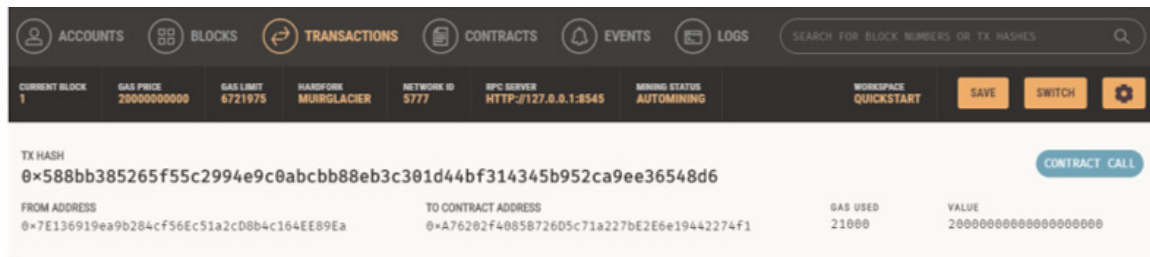 ACCOUNTS BLOCKS TRANSACTIONS CONTRACTS EVENTS LOGS SEARCH FOR BLOCK NUMBERS OR TX HASHES
CURRENT BLOCK GAS PRICE GAS LIMIT HARDFORK NETWORK ID RPC SERVER MINING STATUS WORKSPACE SAVE SWITCH
1 20000000000 6721975 MUIRGLACIER 5777 HTTP://127.0.0.1:8545 AUTOMINING QUICKSTART
TX HASH
0×588bb385265f55c2994e9c0abcbb88eb3c301d44bf314345b952ca9ee36548d6
CONTRACT CALL
FROM ADDRESS TO CONTRACT ADDRESS GAS USED VALUE
0×7E136919ea9b284cf56Ec51a2cD8b4c164EE89Ea 0×A76202f4085B726D5c71a227bE2E6e19442274f1 21000 20000000000000000000